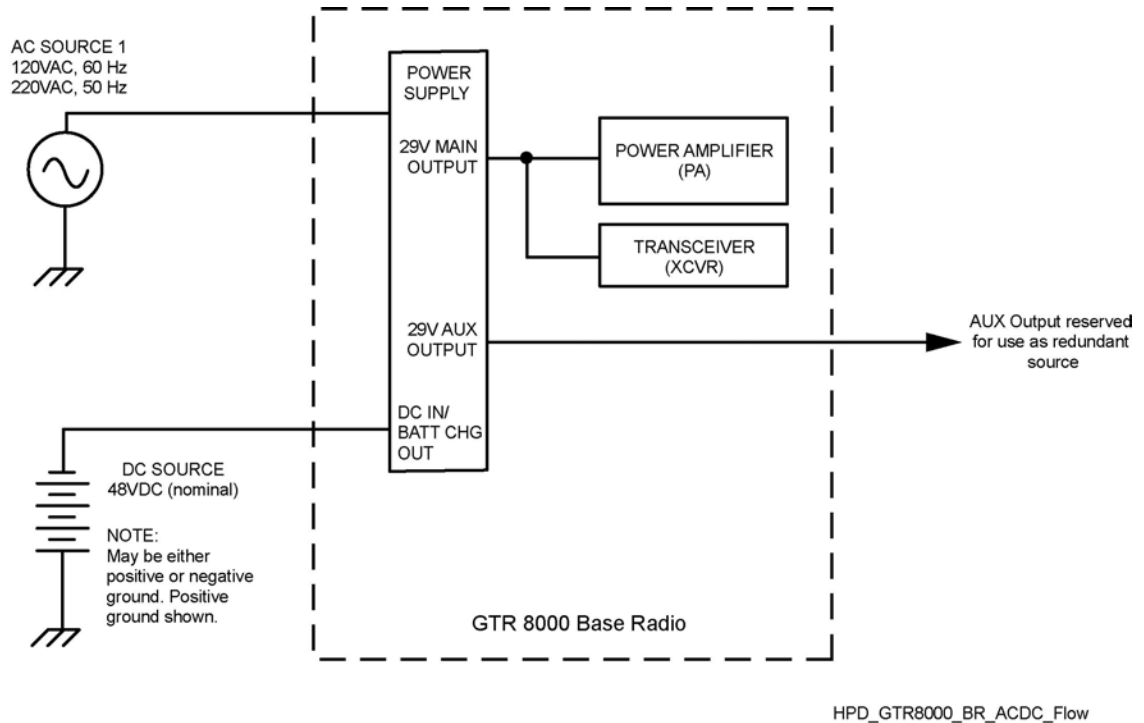 AC SOURCE 1
120VAC, 60 Hz
220VAC, 50 Hz
POWER
SUPPLY
29V MAIN
OUTPUT
POWER AMPLIFIER
(PA)
TRANSCEIVER
(XCVR)
29V AUX
OUTPUT
AUX Output reserved
for use as redundant
source
DC IN/
BATT CHG
OUT
DC SOURCE
48VDC (nominal)
NOTE:
May be either
positive or negative
ground. Positive
ground shown.
GTR 8000 Base Radio
HPD_GTR8000_BR_ACDC_Flow